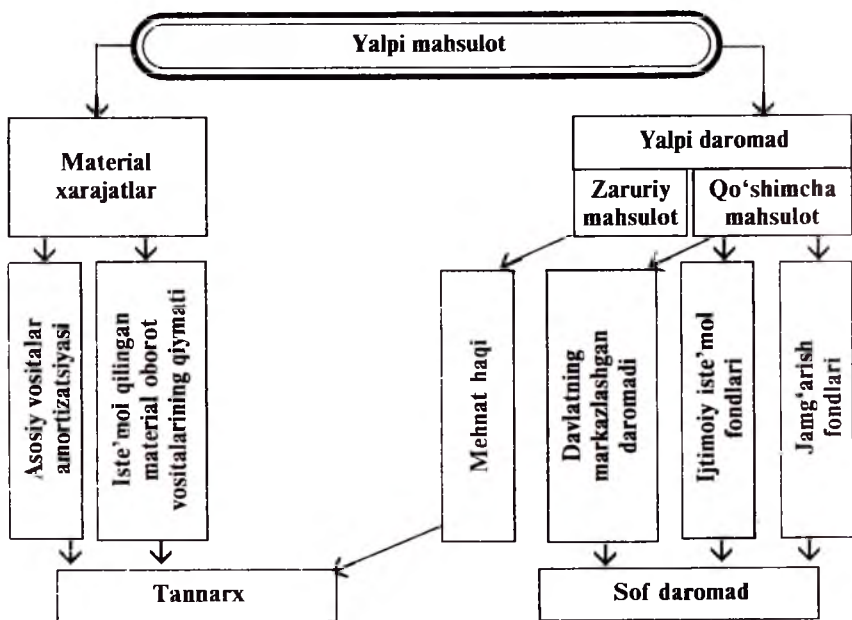 Yalpi mahsulot
Material
xarajatlar
Yalpi daromad
Zaruriy
mahsulot
Qo‘shimcha
mahsulot
Asosiy vositalar
amortizatsiyasi
Iste’mol qilingan
material oborot
vositalarining qiymati
Mehnat haqi
Davlatning
markazlashgan
daromadi
Ijtimoiy iste’mol
fondlari
Jamg‘arish
fondlari
Tannarx
Sof daromad